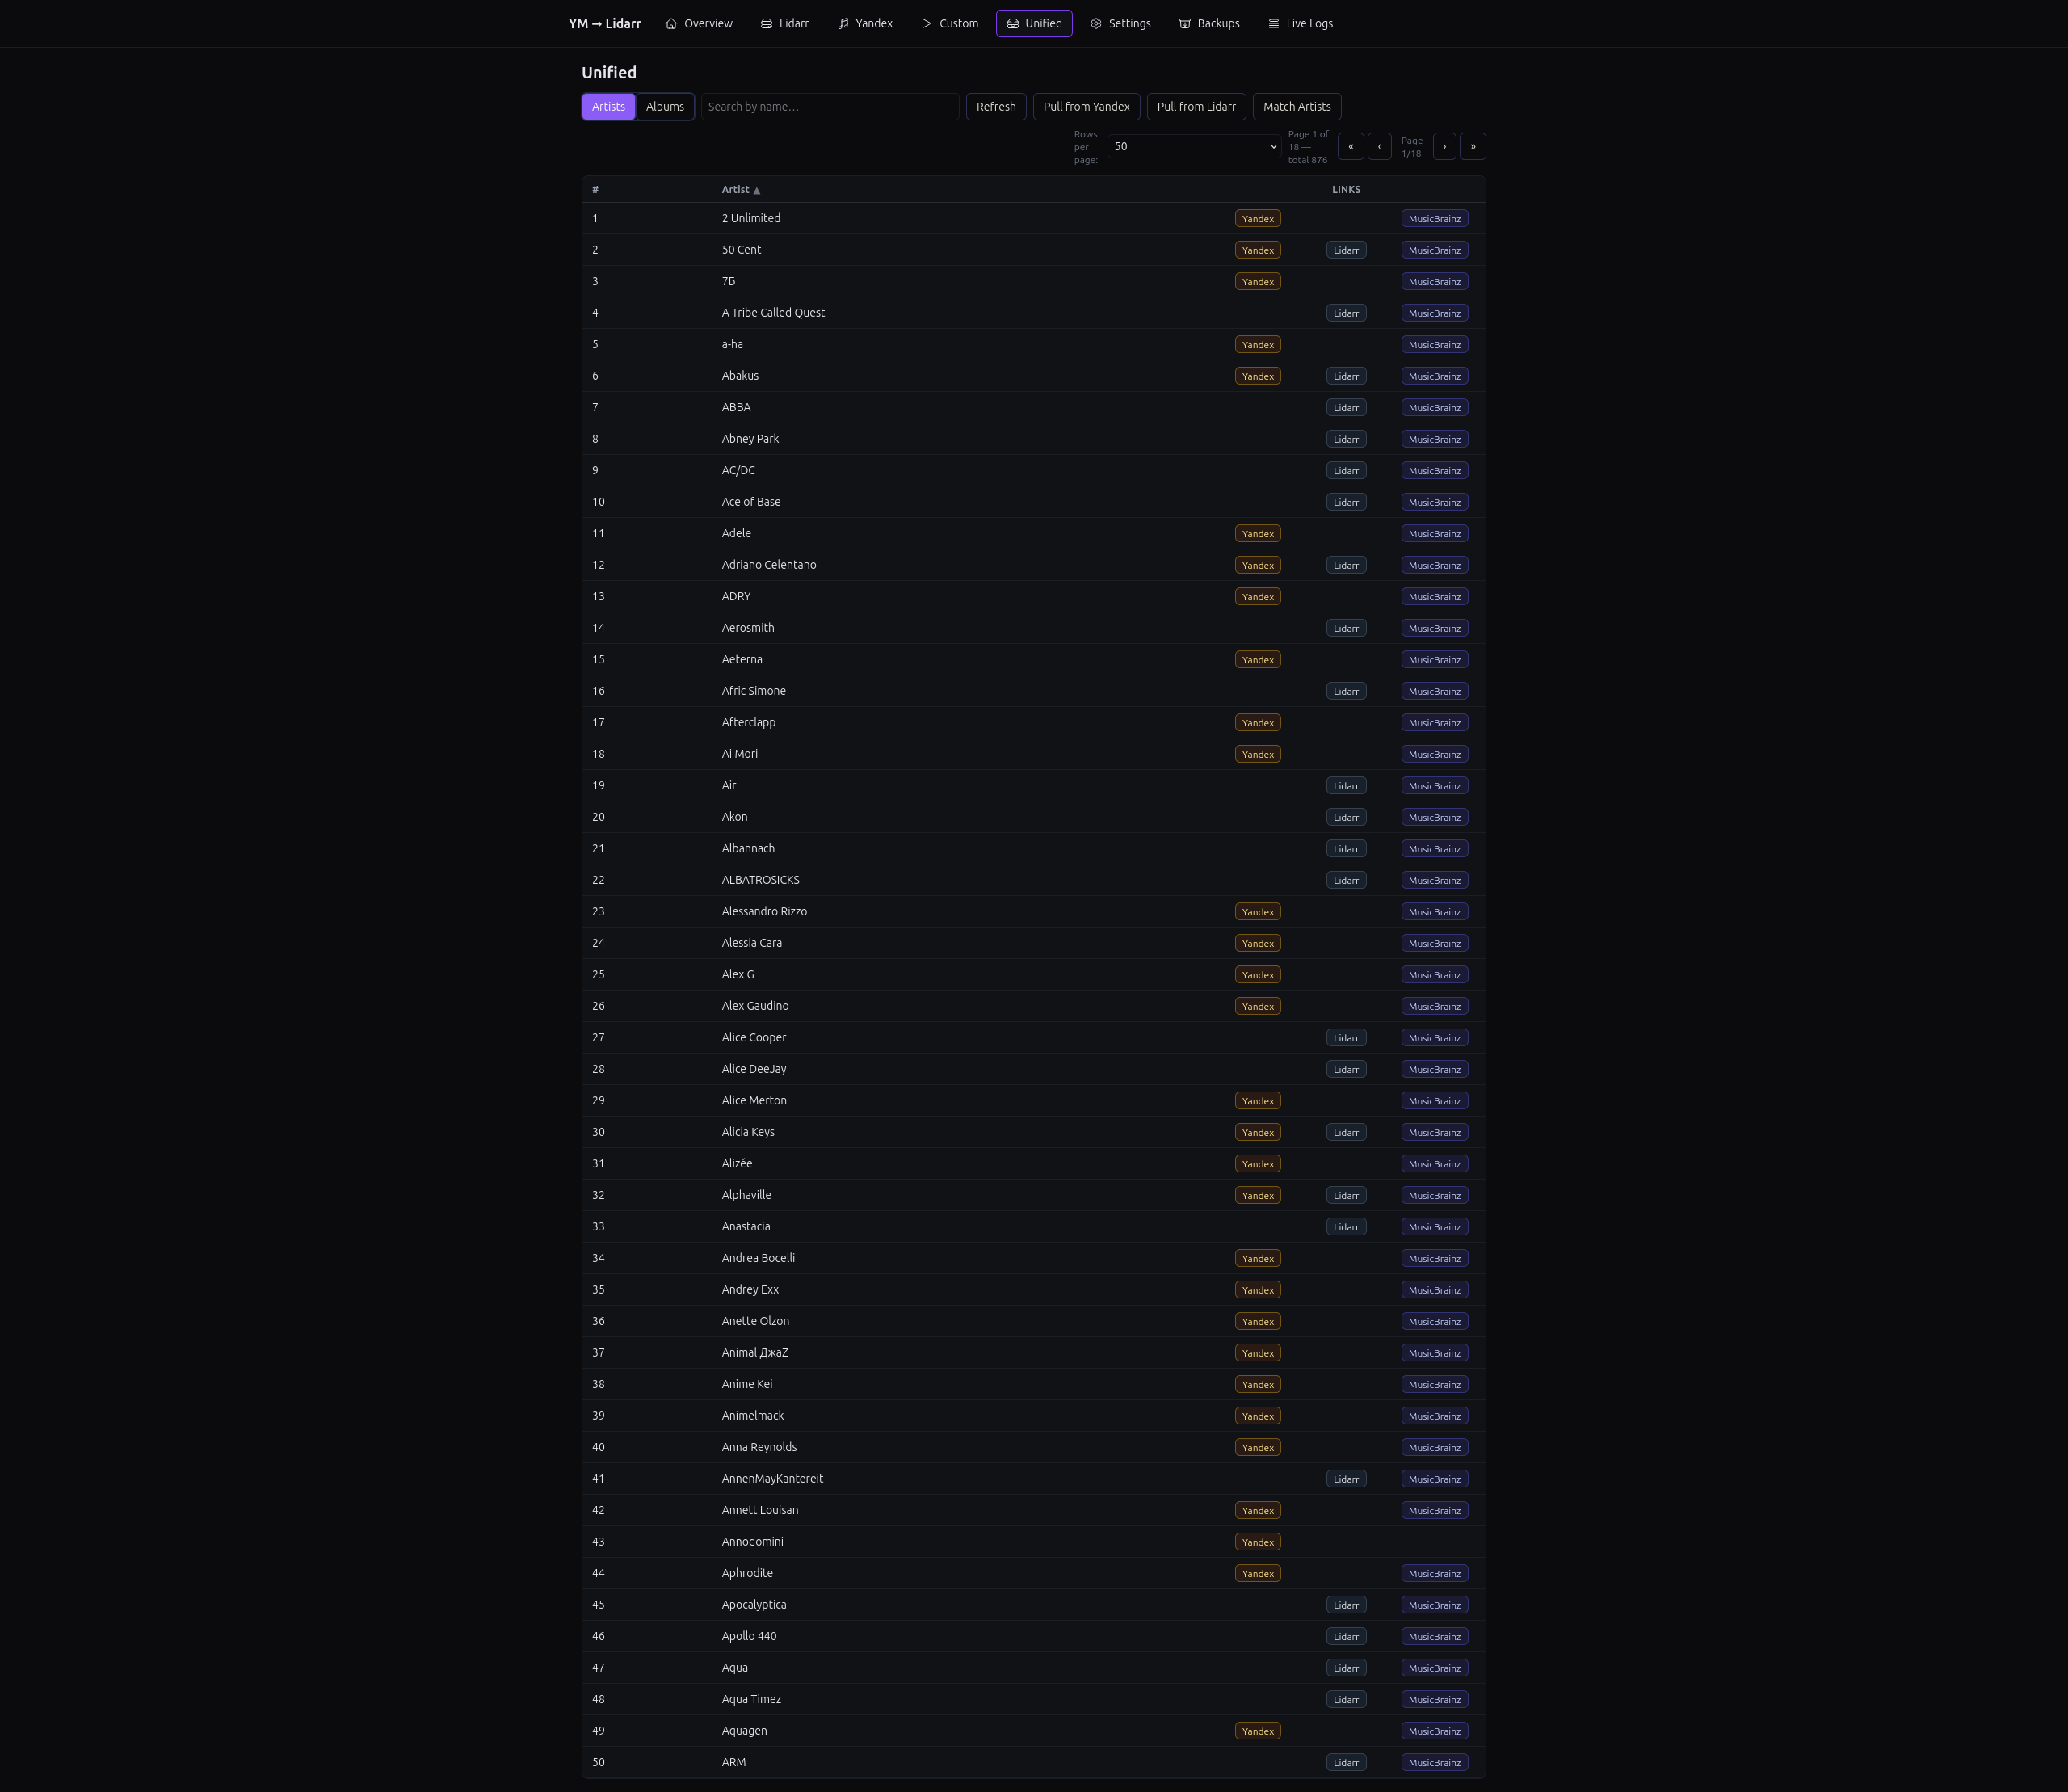 YM → Lidarr Overview Lidarr Yandex Custom Unified Settings Backups Live Logs
Unified
Artists Albums Search by name... Refresh Pull from Yandex Pull from Lidarr Match Artists
Rows per page: 50 Page 1 of 18 — total 876 « ‹ Page 1/18 › »
# Artist ▲ LINKS
1 2 Unlimited Yandex MusicBrainz
2 50 Cent Yandex Lidarr MusicBrainz
3 7Б Yandex MusicBrainz
4 A Tribe Called Quest Lidarr MusicBrainz
5 a-ha Yandex MusicBrainz
6 Abakus Yandex Lidarr MusicBrainz
7 ABBA Lidarr MusicBrainz
8 Abney Park Lidarr MusicBrainz
9 AC/DC Lidarr MusicBrainz
10 Ace of Base Lidarr MusicBrainz
11 Adele Yandex MusicBrainz
12 Adriano Celentano Yandex Lidarr MusicBrainz
13 ADRY Yandex MusicBrainz
14 Aerosmith Lidarr MusicBrainz
15 Aeterna Yandex MusicBrainz
16 Afric Simone Lidarr MusicBrainz
17 Afterclapp Yandex MusicBrainz
18 Ai Mori Yandex MusicBrainz
19 Air Lidarr MusicBrainz
20 Akon Lidarr MusicBrainz
21 Albannach Lidarr MusicBrainz
22 ALBATROSICKS Lidarr MusicBrainz
23 Alessandro Rizzo Yandex MusicBrainz
24 Alessia Cara Yandex MusicBrainz
25 Alex G Yandex MusicBrainz
26 Alex Gaudino Yandex MusicBrainz
27 Alice Cooper Lidarr MusicBrainz
28 Alice DeeJay Lidarr MusicBrainz
29 Alice Merton Yandex MusicBrainz
30 Alicia Keys Yandex Lidarr MusicBrainz
31 Alizée Yandex MusicBrainz
32 Alphaville Yandex Lidarr MusicBrainz
33 Anastacia Lidarr MusicBrainz
34 Andrea Bocelli Yandex MusicBrainz
35 Andrey Exx Yandex MusicBrainz
36 Anette Olzon Yandex MusicBrainz
37 Animal ДжаZ Yandex MusicBrainz
38 Anime Kei Yandex MusicBrainz
39 Animelmack Yandex MusicBrainz
40 Anna Reynolds Yandex MusicBrainz
41 AnnenMayKantereit Lidarr MusicBrainz
42 Annett Louisan Yandex MusicBrainz
43 Annodomini Yandex
44 Aphrodite Yandex MusicBrainz
45 Apocalyptica Lidarr MusicBrainz
46 Apollo 440 Lidarr MusicBrainz
47 Aqua Lidarr MusicBrainz
48 Aqua Timez Lidarr MusicBrainz
49 Aquagen Yandex MusicBrainz
50 ARM Lidarr MusicBrainz